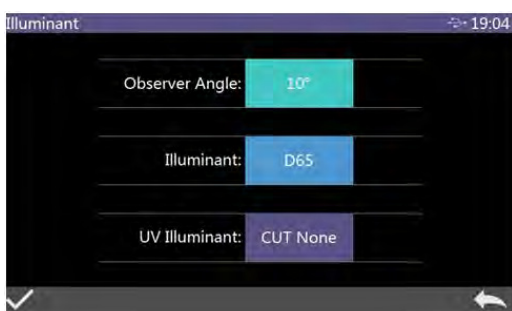 Illuminant 19:04
Observer Angle: 10°
Illuminant: D65
UV Illuminant: CUT None